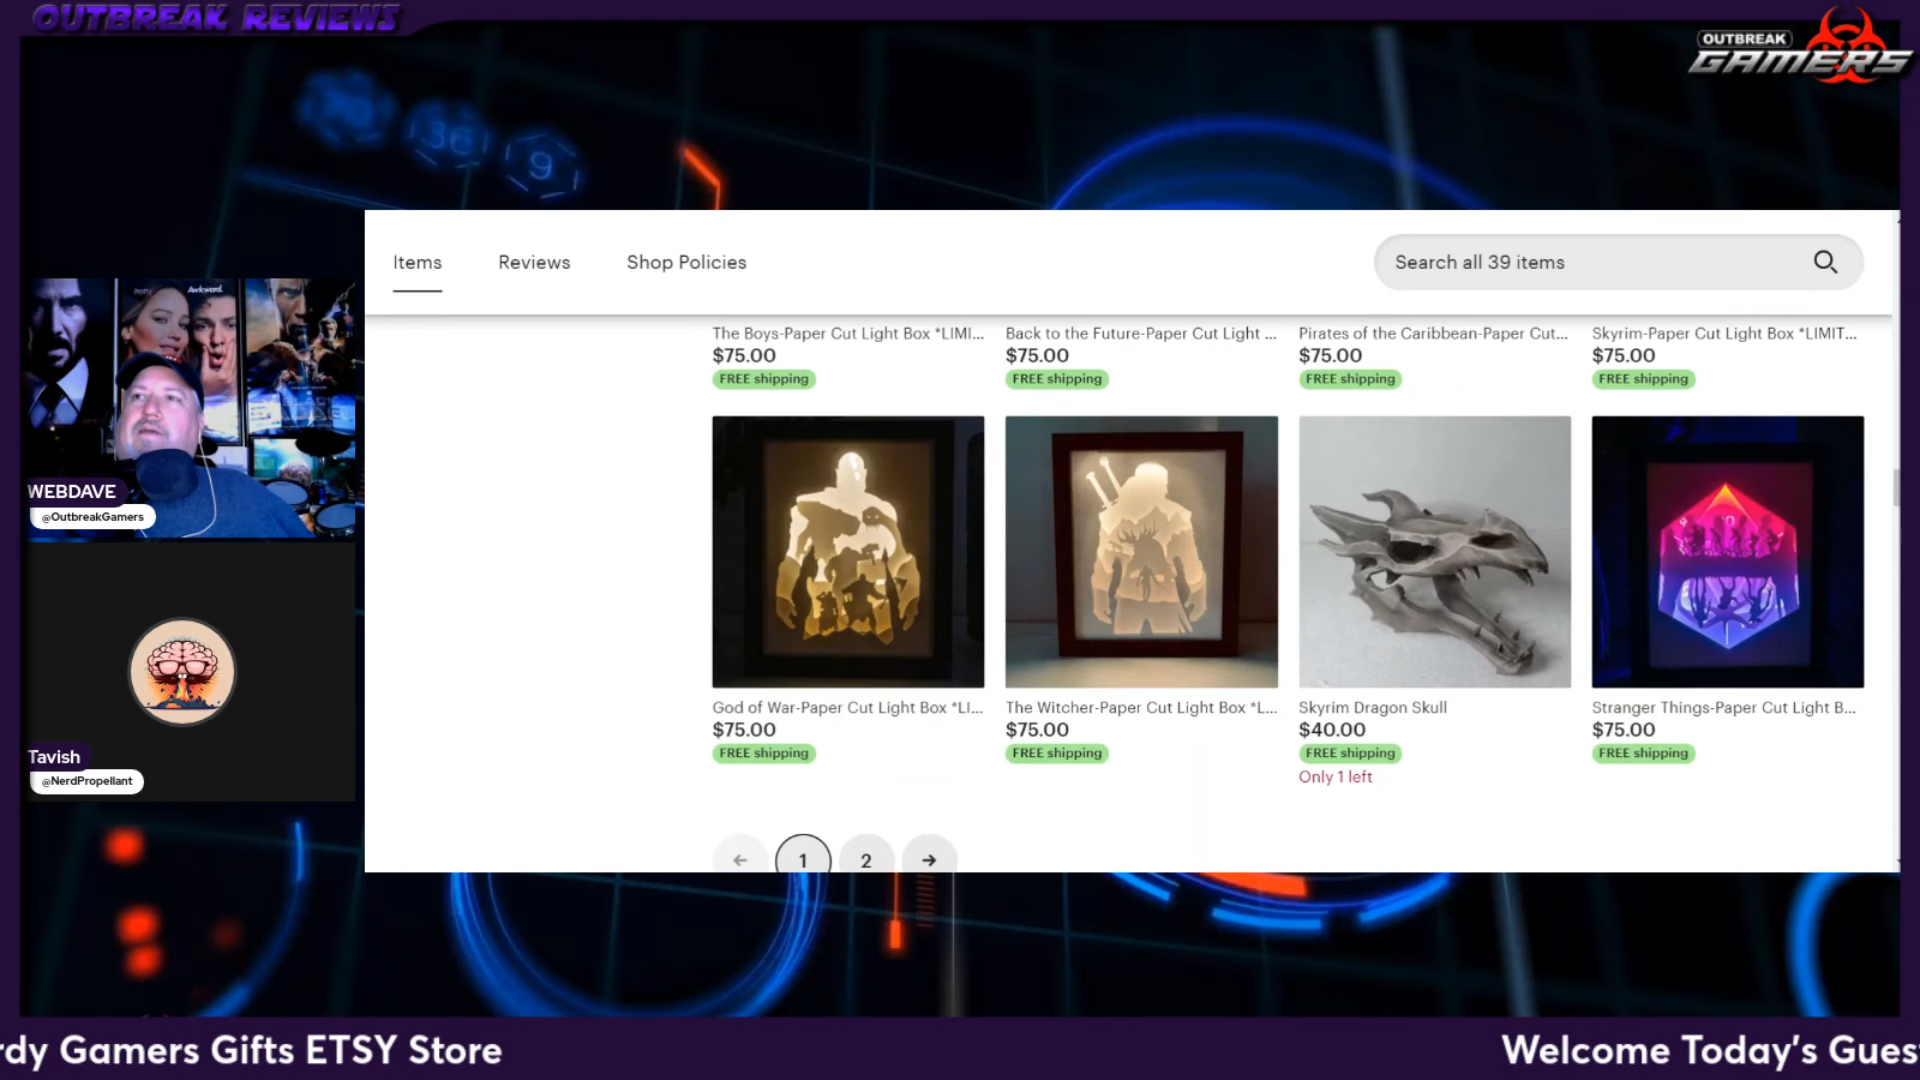 OUTBREAK REVIEWS
OUTBREAK
GAMERS
36
9
Items
Reviews
Shop Policies
Search all 39 items
The Boys-Paper Cut Light Box *LIMI...
Back to the Future-Paper Cut Light ...
Pirates of the Caribbean-Paper Cut...
Skyrim-Paper Cut Light Box *LIMIT...
$75.00
$75.00
$75.00
$75.00
FREE shipping
FREE shipping
FREE shipping
FREE shipping
Awkward.
WEBDAVE
@OutbreakGamers
God of War-Paper Cut Light Box *LI...
The Witcher-Paper Cut Light Box *L...
Skyrim Dragon Skull
Stranger Things-Paper Cut Light B...
$75.00
$75.00
$40.00
$75.00
FREE shipping
FREE shipping
FREE shipping
FREE shipping
Only 1 left
Tavish
@NerdPropellant
1
2
rdy Gamers Gifts ETSY Store
Welcome Today's Gues